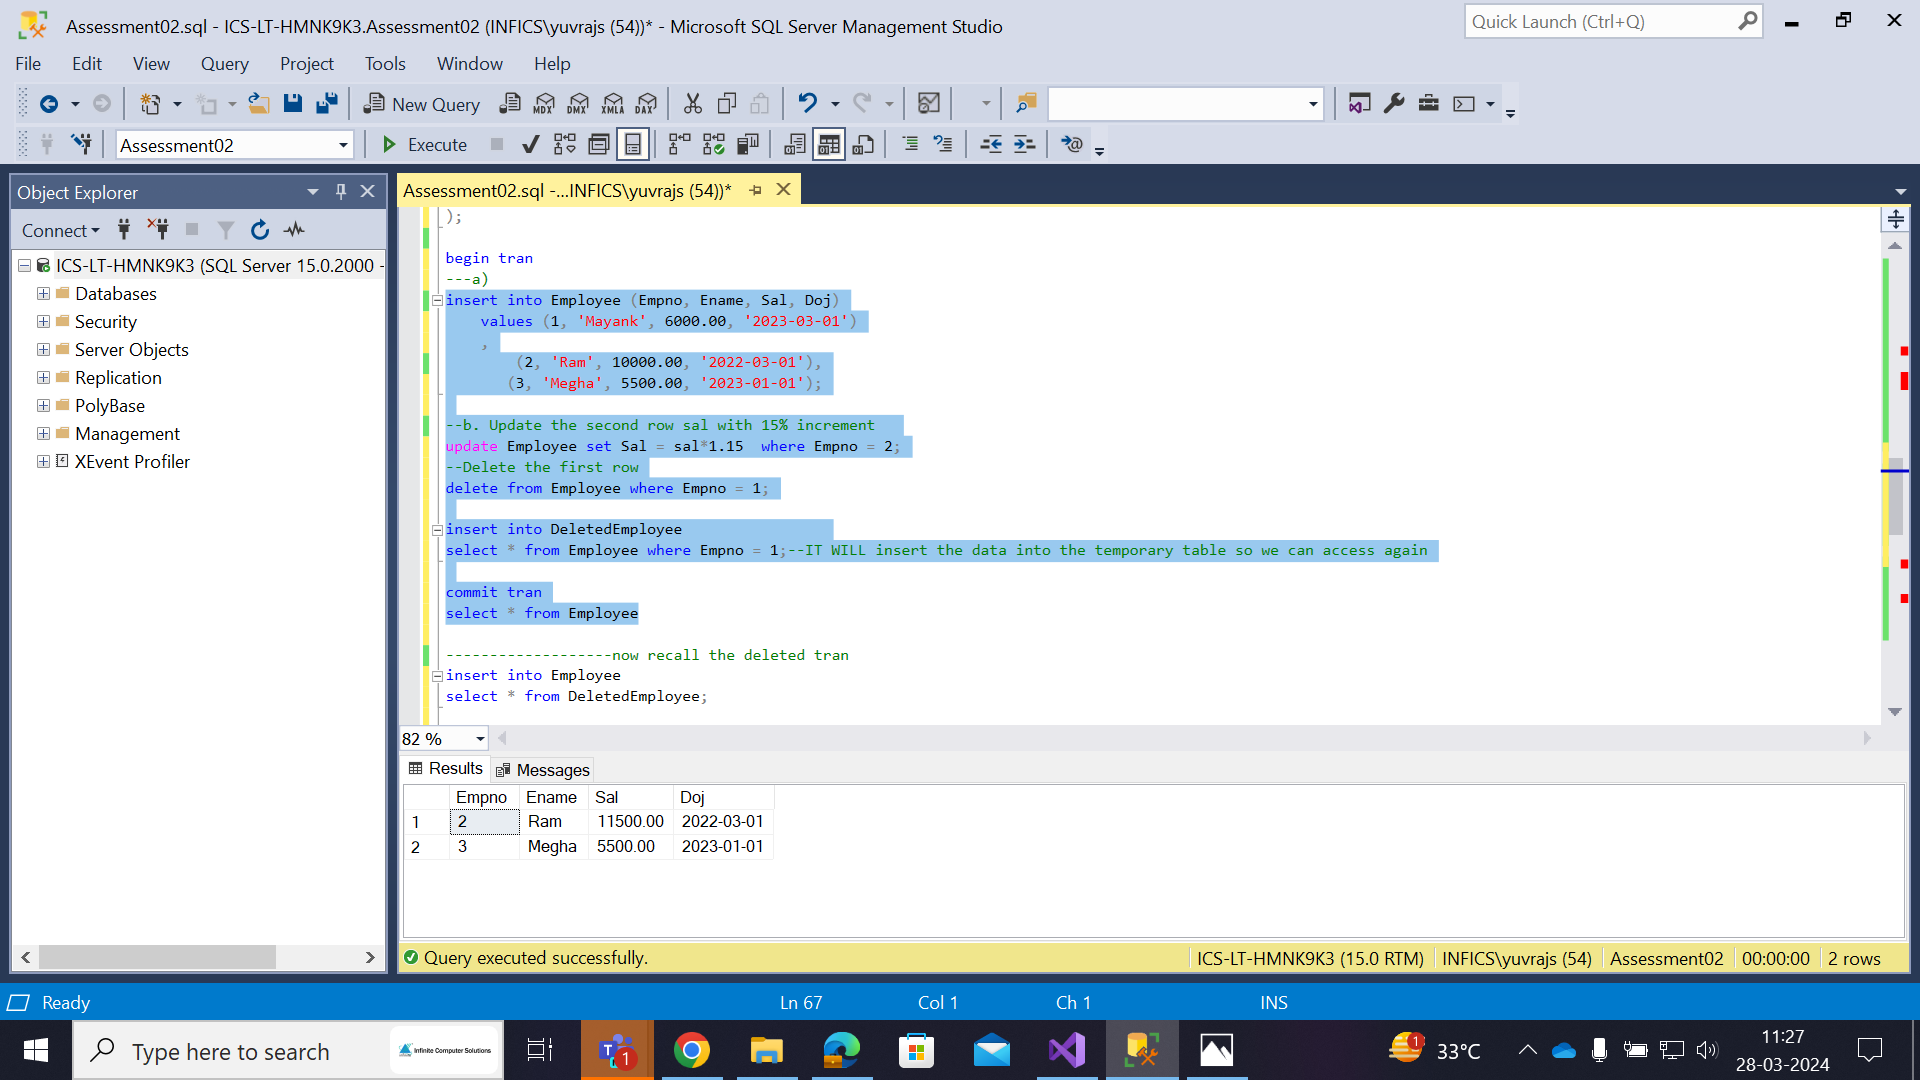 Assessment02.sql - ICS-LT-HMNK9K3.Assessment02 (INFICS\yuvrajs (54))* - Microsoft SQL Server Management Studio
Quick Launch (Ctrl+Q)
File Edit View Query Project Tools Window Help
New Query MDX DMX XMLA DAX
Assessment02 Execute
Object Explorer
Connect
ICS-LT-HMNK9K3 (SQL Server 15.0.2000 -
Databases
Security
Server Objects
Replication
PolyBase
Management
XEvent Profiler
Assessment02.sql -...INFICS\yuvrajs (54))*
);
begin tran
---a)
insert into Employee (Empno, Ename, Sal, Doj)
values (1, 'Mayank', 6000.00, '2023-03-01')
,
(2, 'Ram', 10000.00, '2022-03-01'),
(3, 'Megha', 5500.00, '2023-01-01');
--b. Update the second row sal with 15% increment
update Employee set Sal = sal*1.15  where Empno = 2;
--Delete the first row
delete from Employee where Empno = 1;
insert into DeletedEmployee
select * from Employee where Empno = 1;--IT WILL insert the data into the temporary table so we can access again
commit tran
select * from Employee
-------------------now recall the deleted tran
insert into Employee
select * from DeletedEmployee;
82 %
Results Messages
Empno Ename Sal Doj
1 2 Ram 11500.00 2022-03-01
2 3 Megha 5500.00 2023-01-01
Query executed successfully.
ICS-LT-HMNK9K3 (15.0 RTM) INFICS\yuvrajs (54) Assessment02 00:00:00 2 rows
Ready Ln 67 Col 1 Ch 1 INS
Type here to search
Infinite Computer Solutions
1
1
33°C
11:27
28-03-2024